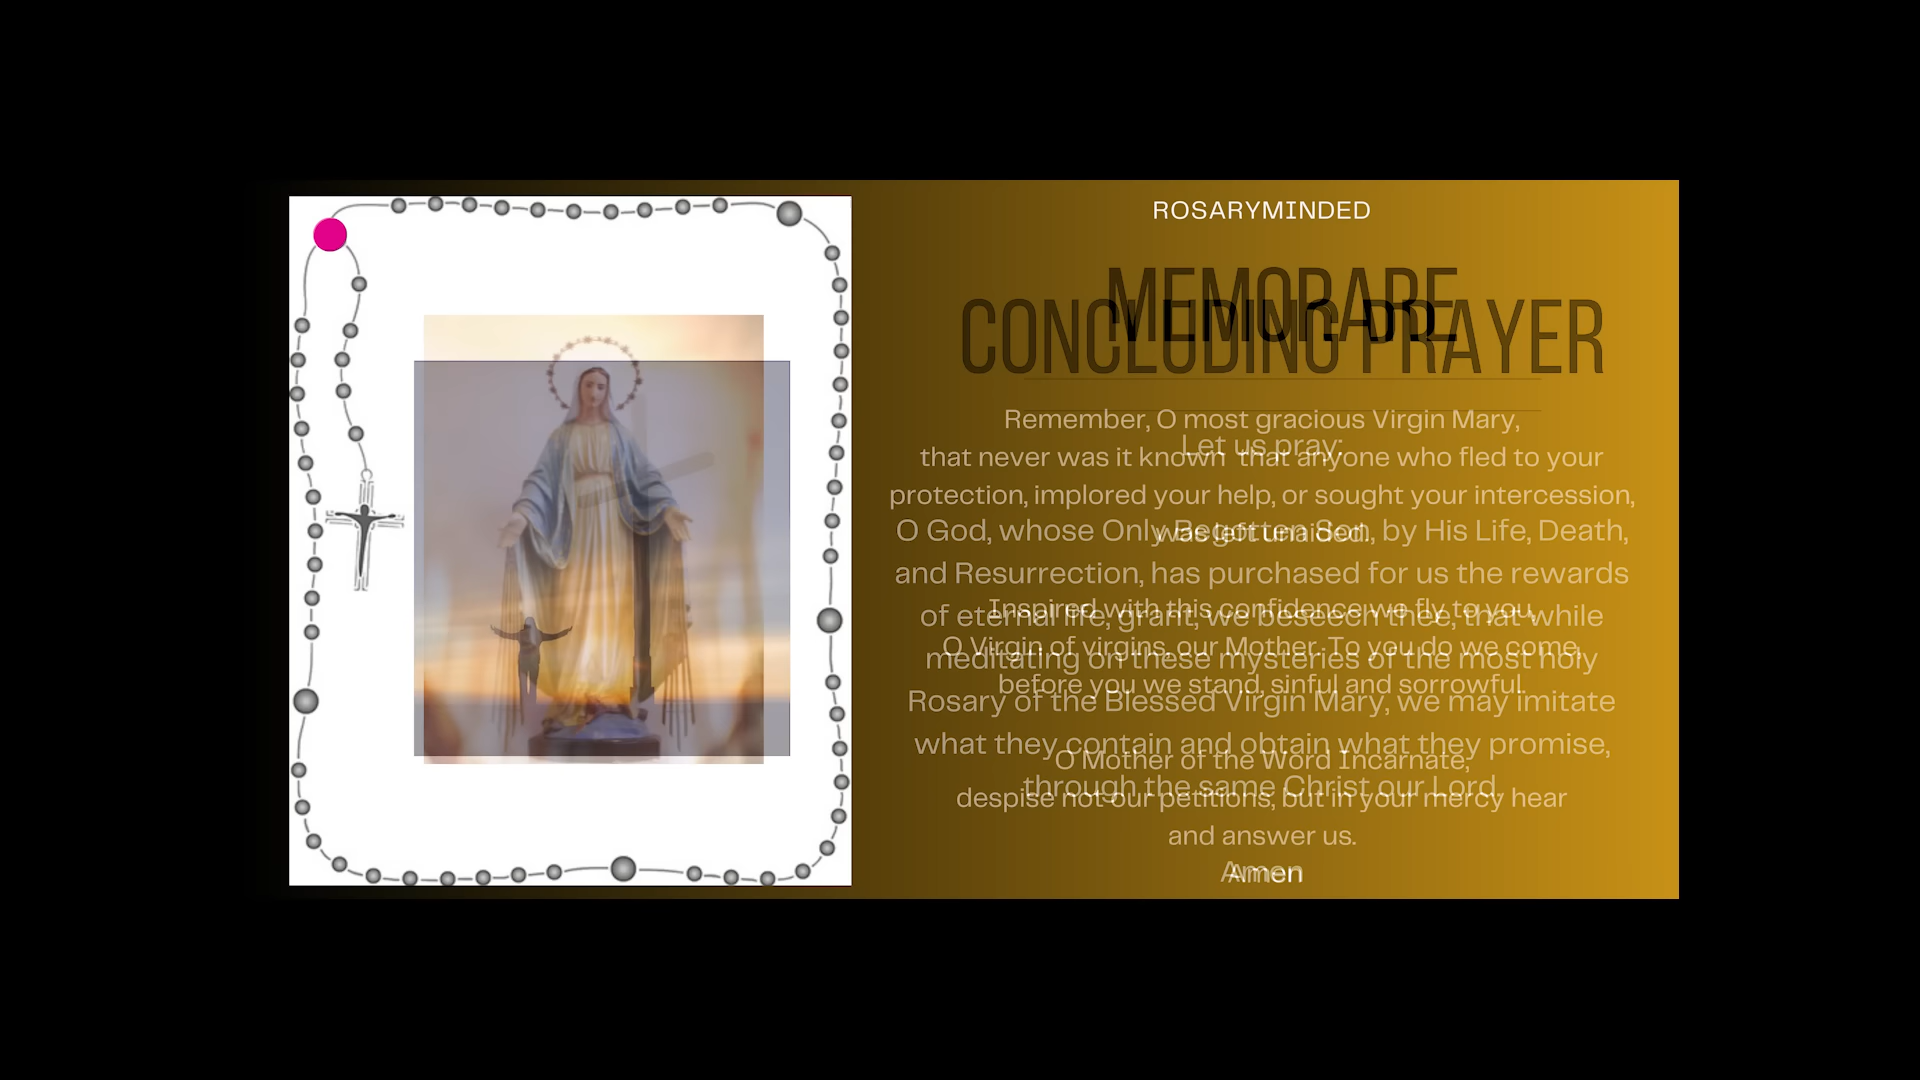 ROSARYMINDED
MEMORARE
CONCLUDING PRAYER
Remember, O most gracious Virgin Mary,
Let us pray:
that never was it known that anyone who fled to your
protection, implored your help, or sought your intercession,
O God, whose Only Begotten Son, by His Life, Death,
was left unaided.
and Resurrection, has purchased for us the rewards
Inspired with this confidence we fly to you,
of eternal life, grant, we beseech thee, that while
O Virgin of virgins, our Mother. To you do we come,
meditating on these mysteries of the most holy
before you we stand, sinful and sorrowful.
Rosary of the Blessed Virgin Mary, we may imitate
what they contain and obtain what they promise,
O Mother of the Word Incarnate,
through the same Christ our Lord.
despise not our petitions, but in your mercy hear
and answer us.
Amen
Amen